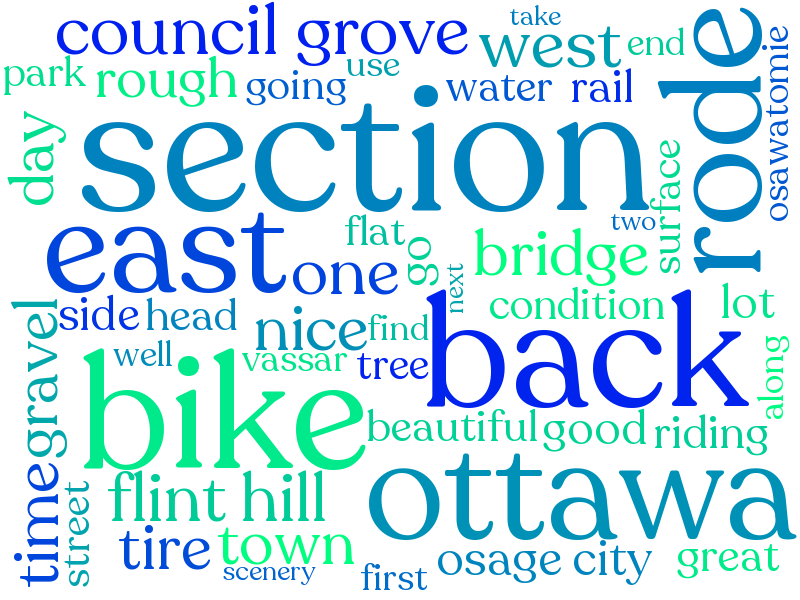 take
council grove
west
end
rode
osawatomie
park
rough
going
use
water
rail
day
section
surface
two
east
one
flat
go
bridge
next
side
head
nice
find
condition
lot
well
vassar
tree
back
along
gravel
bike
beautiful
good
riding
time
street
flint hill
ottawa
tire
town
scenery
first
osage city
great